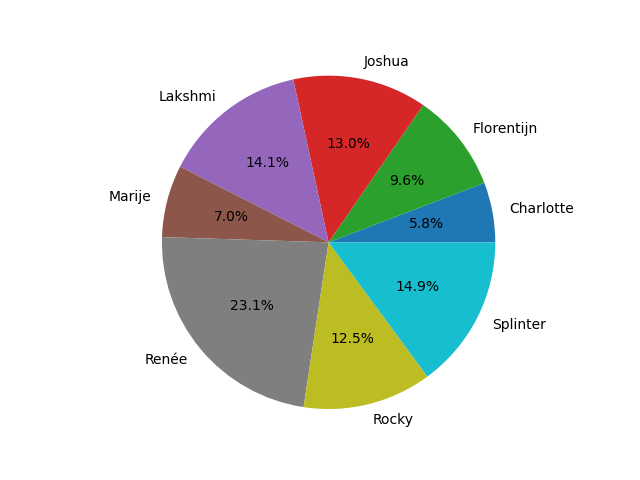 Joshua
Lakshmi
Florentijn
13.0%
14.1%
9.6%
Marije
Charlotte
7.0%
5.8%
14.9%
23.1%
Splinter
12.5%
Renée
Rocky